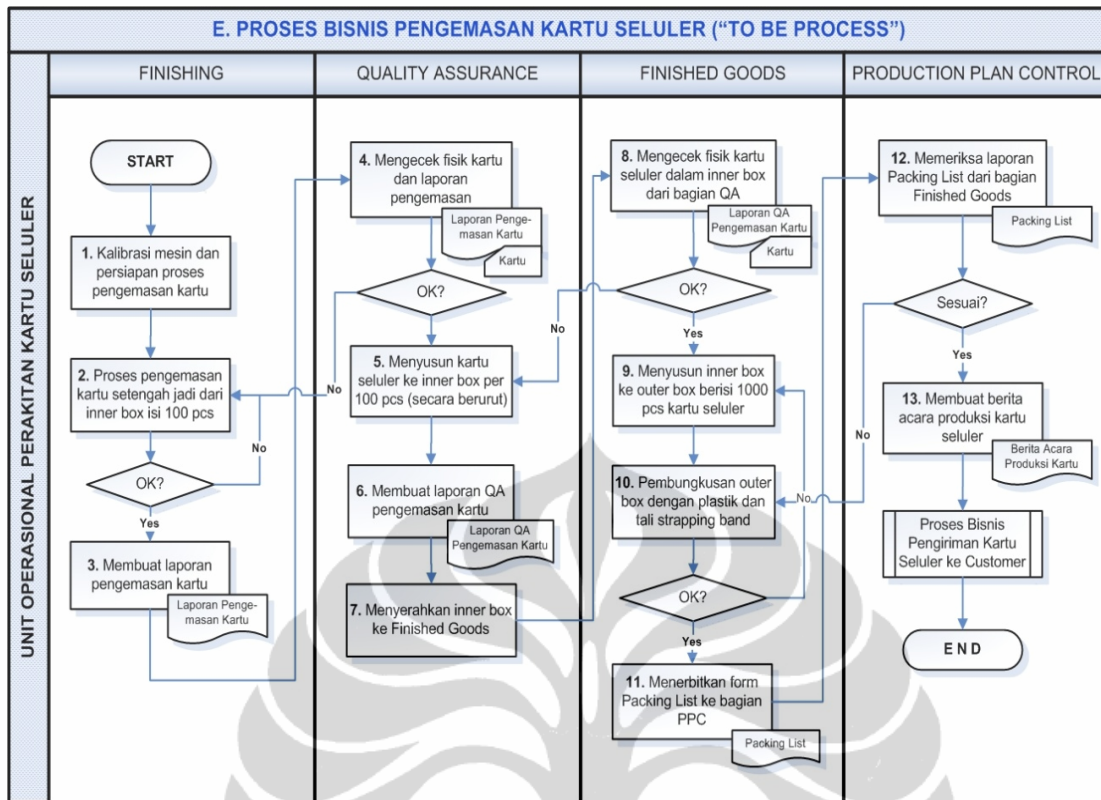 E. PROSES BISNIS PENGEMASAN KARTU SELULER (“TO BE PROCESS”)
UNIT OPERASIONAL PERAKITAN KARTU SELULER
FINISHING
START
1. Kalibrasi mesin dan
persiapan proses
pengemasan kartu
2. Proses pengemasan
kartu setengah jadi dari
inner box isi 100 pcs
No
OK?
Yes
3. Membuat laporan
pengemasan kartu
Laporan Penge-
masan Kartu
QUALITY ASSURANCE
4. Mengecek fisik kartu
dan laporan
pengemasan
Laporan Penge-
masan Kartu
Kartu
OK?
No
5. Menyusun kartu
seluler ke inner box per
100 pcs (secara berurut)
6. Membuat laporan QA
pengemasan kartu
Laporan QA
Pengemasan Kartu
7. Menyerahkan inner box
ke Finished Goods
FINISHED GOODS
8. Mengecek fisik kartu
seluler dalam inner box
dari bagian QA
Laporan QA
Pengemasan Kartu
Kartu
OK?
No
Yes
9. Menyusun inner box
ke outer box berisi 1000
pcs kartu seluler
10. Pembungkusan outer
box dengan plastik dan
tali strapping band
No
OK?
Yes
11. Menerbitkan form
Packing List ke bagian
PPC
Packing List
PRODUCTION PLAN CONTROL
12. Memeriksa laporan
Packing List dari bagian
Finished Goods
Packing List
Sesuai?
No
Yes
13. Membuat berita
acara produksi kartu
seluler
Berita Acara
Produksi Kartu
Proses Bisnis
Pengiriman Kartu
Seluler ke Customer
E N D